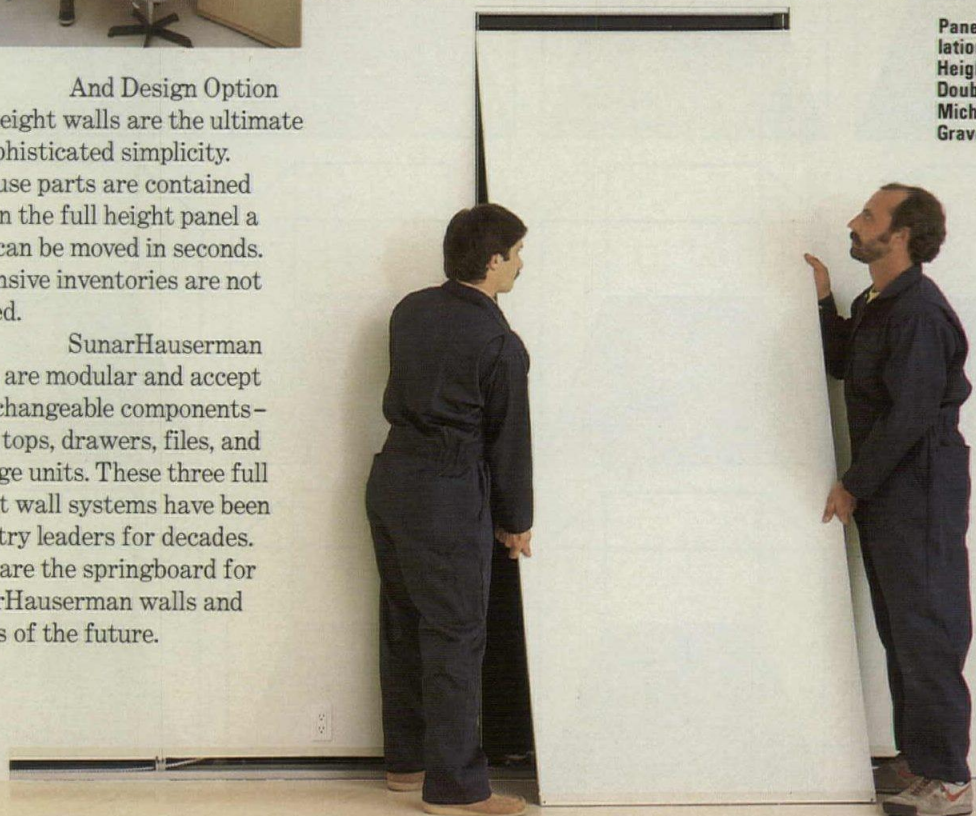 And Design Option
eight walls are the ultimate
phisticated simplicity.
use parts are contained
n the full height panel a
can be moved in seconds.
nsive inventories are not
ed.
SunarHauserman
are modular and accept
changeable components–
tops, drawers, files, and
ge units. These three full
t wall systems have been
try leaders for decades.
are the springboard for
rHauserman walls and
s of the future.
Pane
latio
Heig
Doub
Mich
Grav